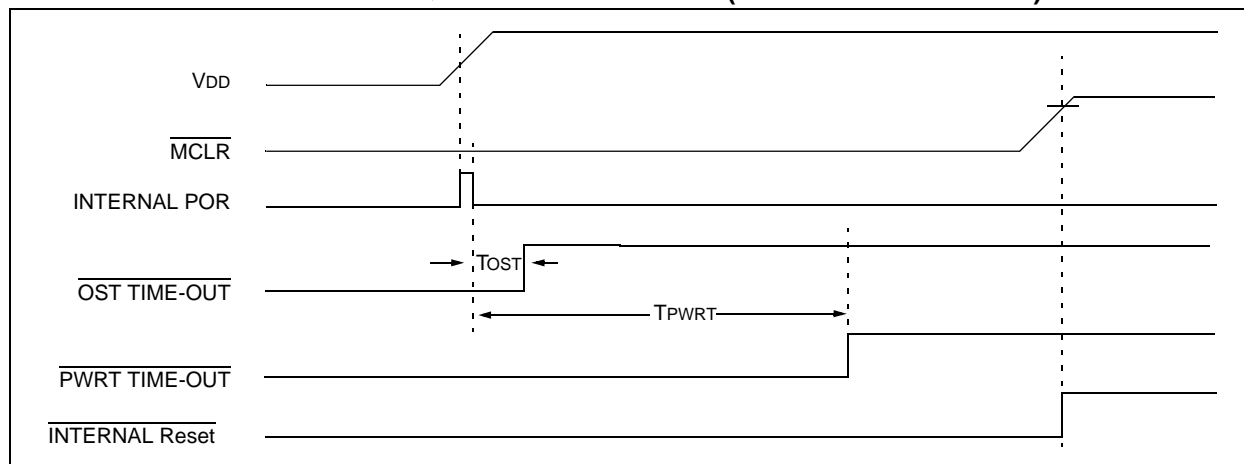 VDD
MCLR
INTERNAL POR
TOST
OST TIME-OUT
TPWRT
PWRT TIME-OUT
INTERNAL Reset